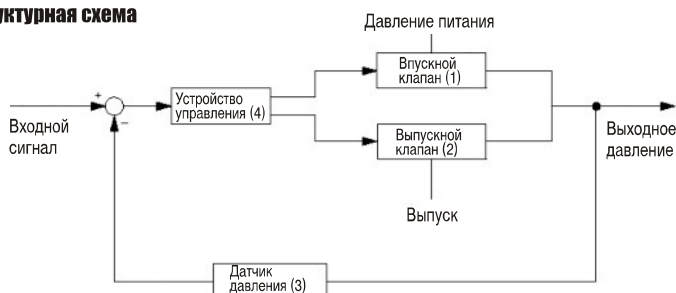 уктурная схема
Давление питания
Впускной
клапан (1)
+
Устройство
управления (4)
Входной
сигнал
−
Выпускной
клапан (2)
Выходное
давление
Выпуск
Датчик
давления (3)